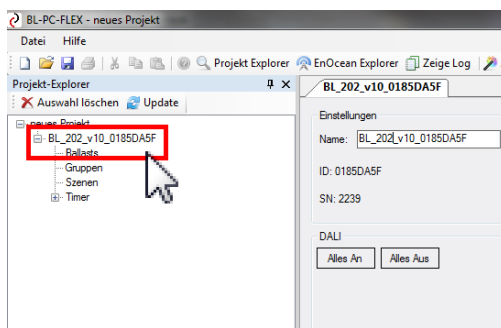 BL-PC-FLEX - neues Projekt
Datei Hilfe
Projekt Explorer EnOcean Explorer Zeige Log
Projekt-Explorer
Auswahl löschen Update
neues Projekt
BL_202_v10_0185DA5F
Ballasts
Gruppen
Szenen
Timer
BL_202_v10_0185DA5F
Einstellungen
Name: BL_202_v10_0185DA5F
ID: 0185DA5F
SN: 2239
DALI
Alles An Alles Aus